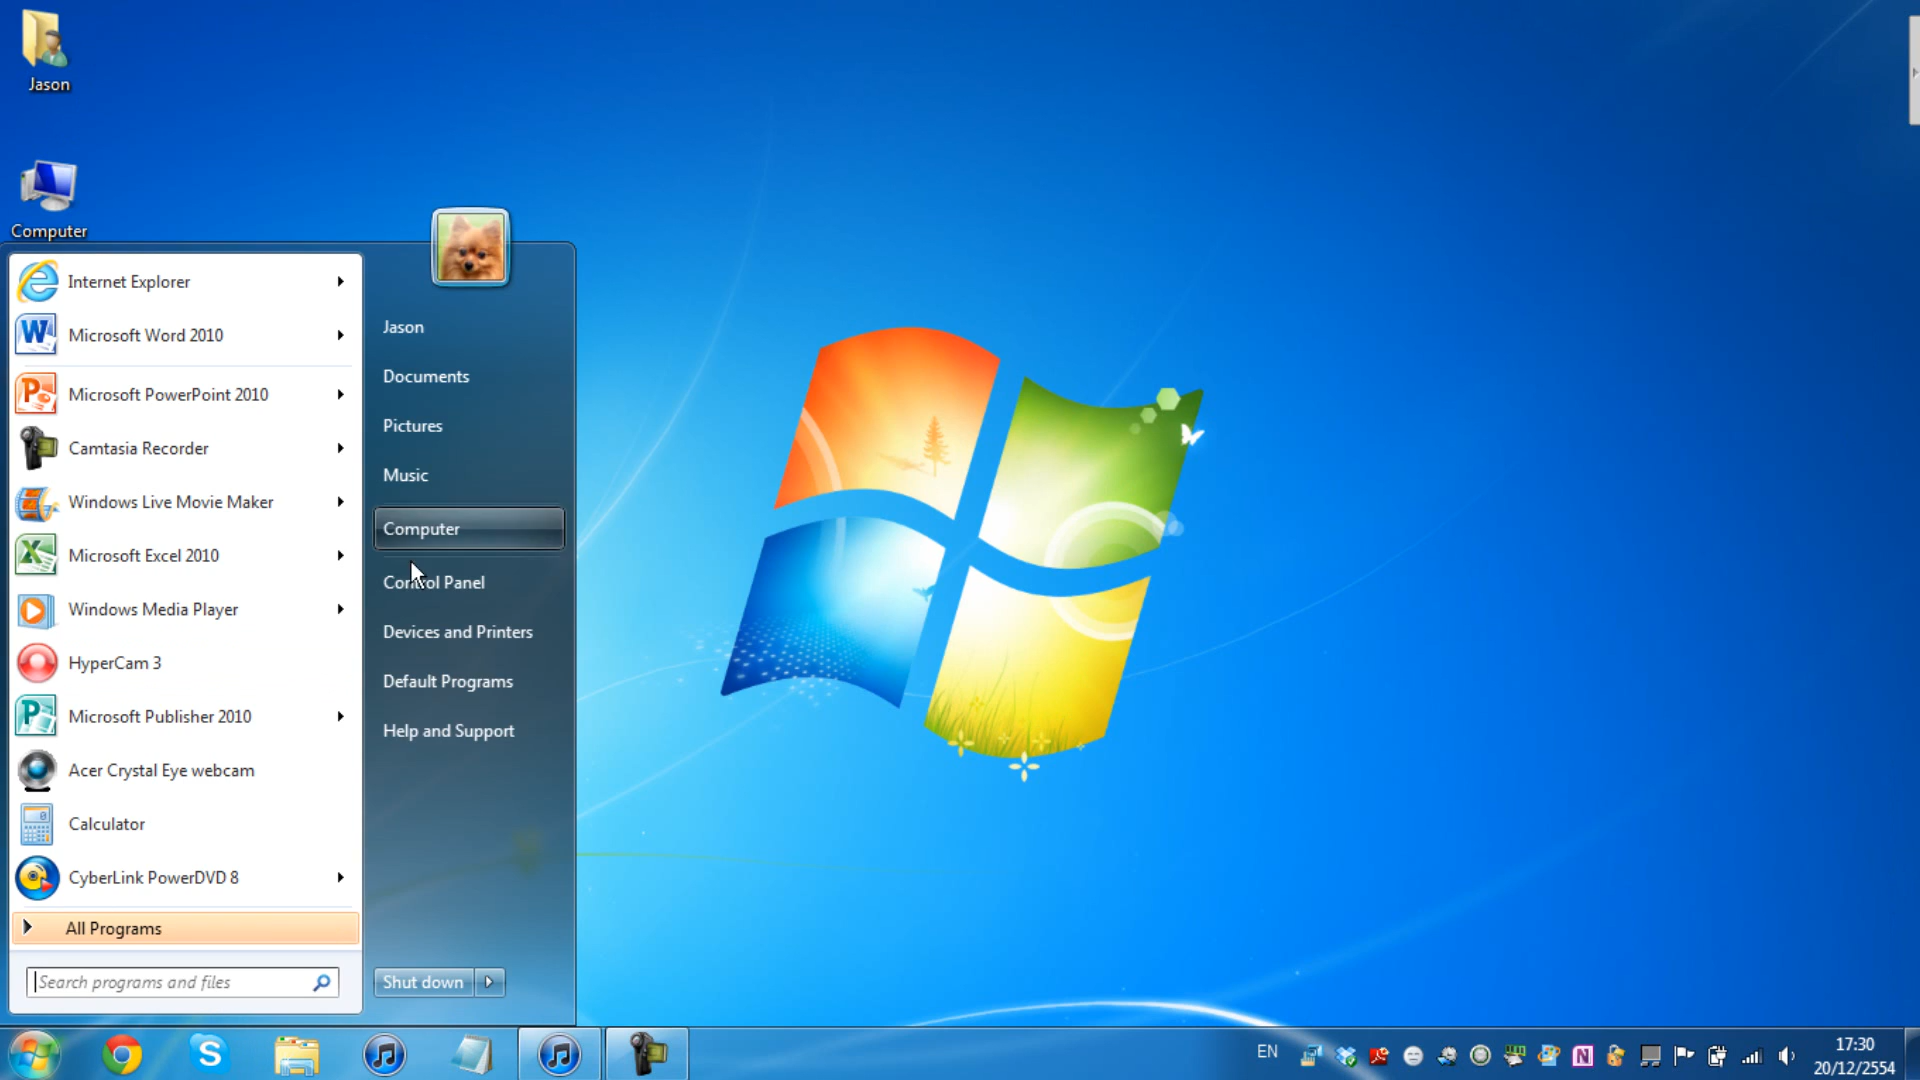 Jason
Computer
Internet Explorer
Microsoft Word 2010
Microsoft PowerPoint 2010
Camtasia Recorder
Windows Live Movie Maker
Microsoft Excel 2010
Windows Media Player
HyperCam 3
Microsoft Publisher 2010
Acer Crystal Eye webcam
Calculator
CyberLink PowerDVD 8
All Programs
Search programs and files
Jason
Documents
Pictures
Music
Computer
Control Panel
Devices and Printers
Default Programs
Help and Support
Shut down
EN
17:30
20/12/2554